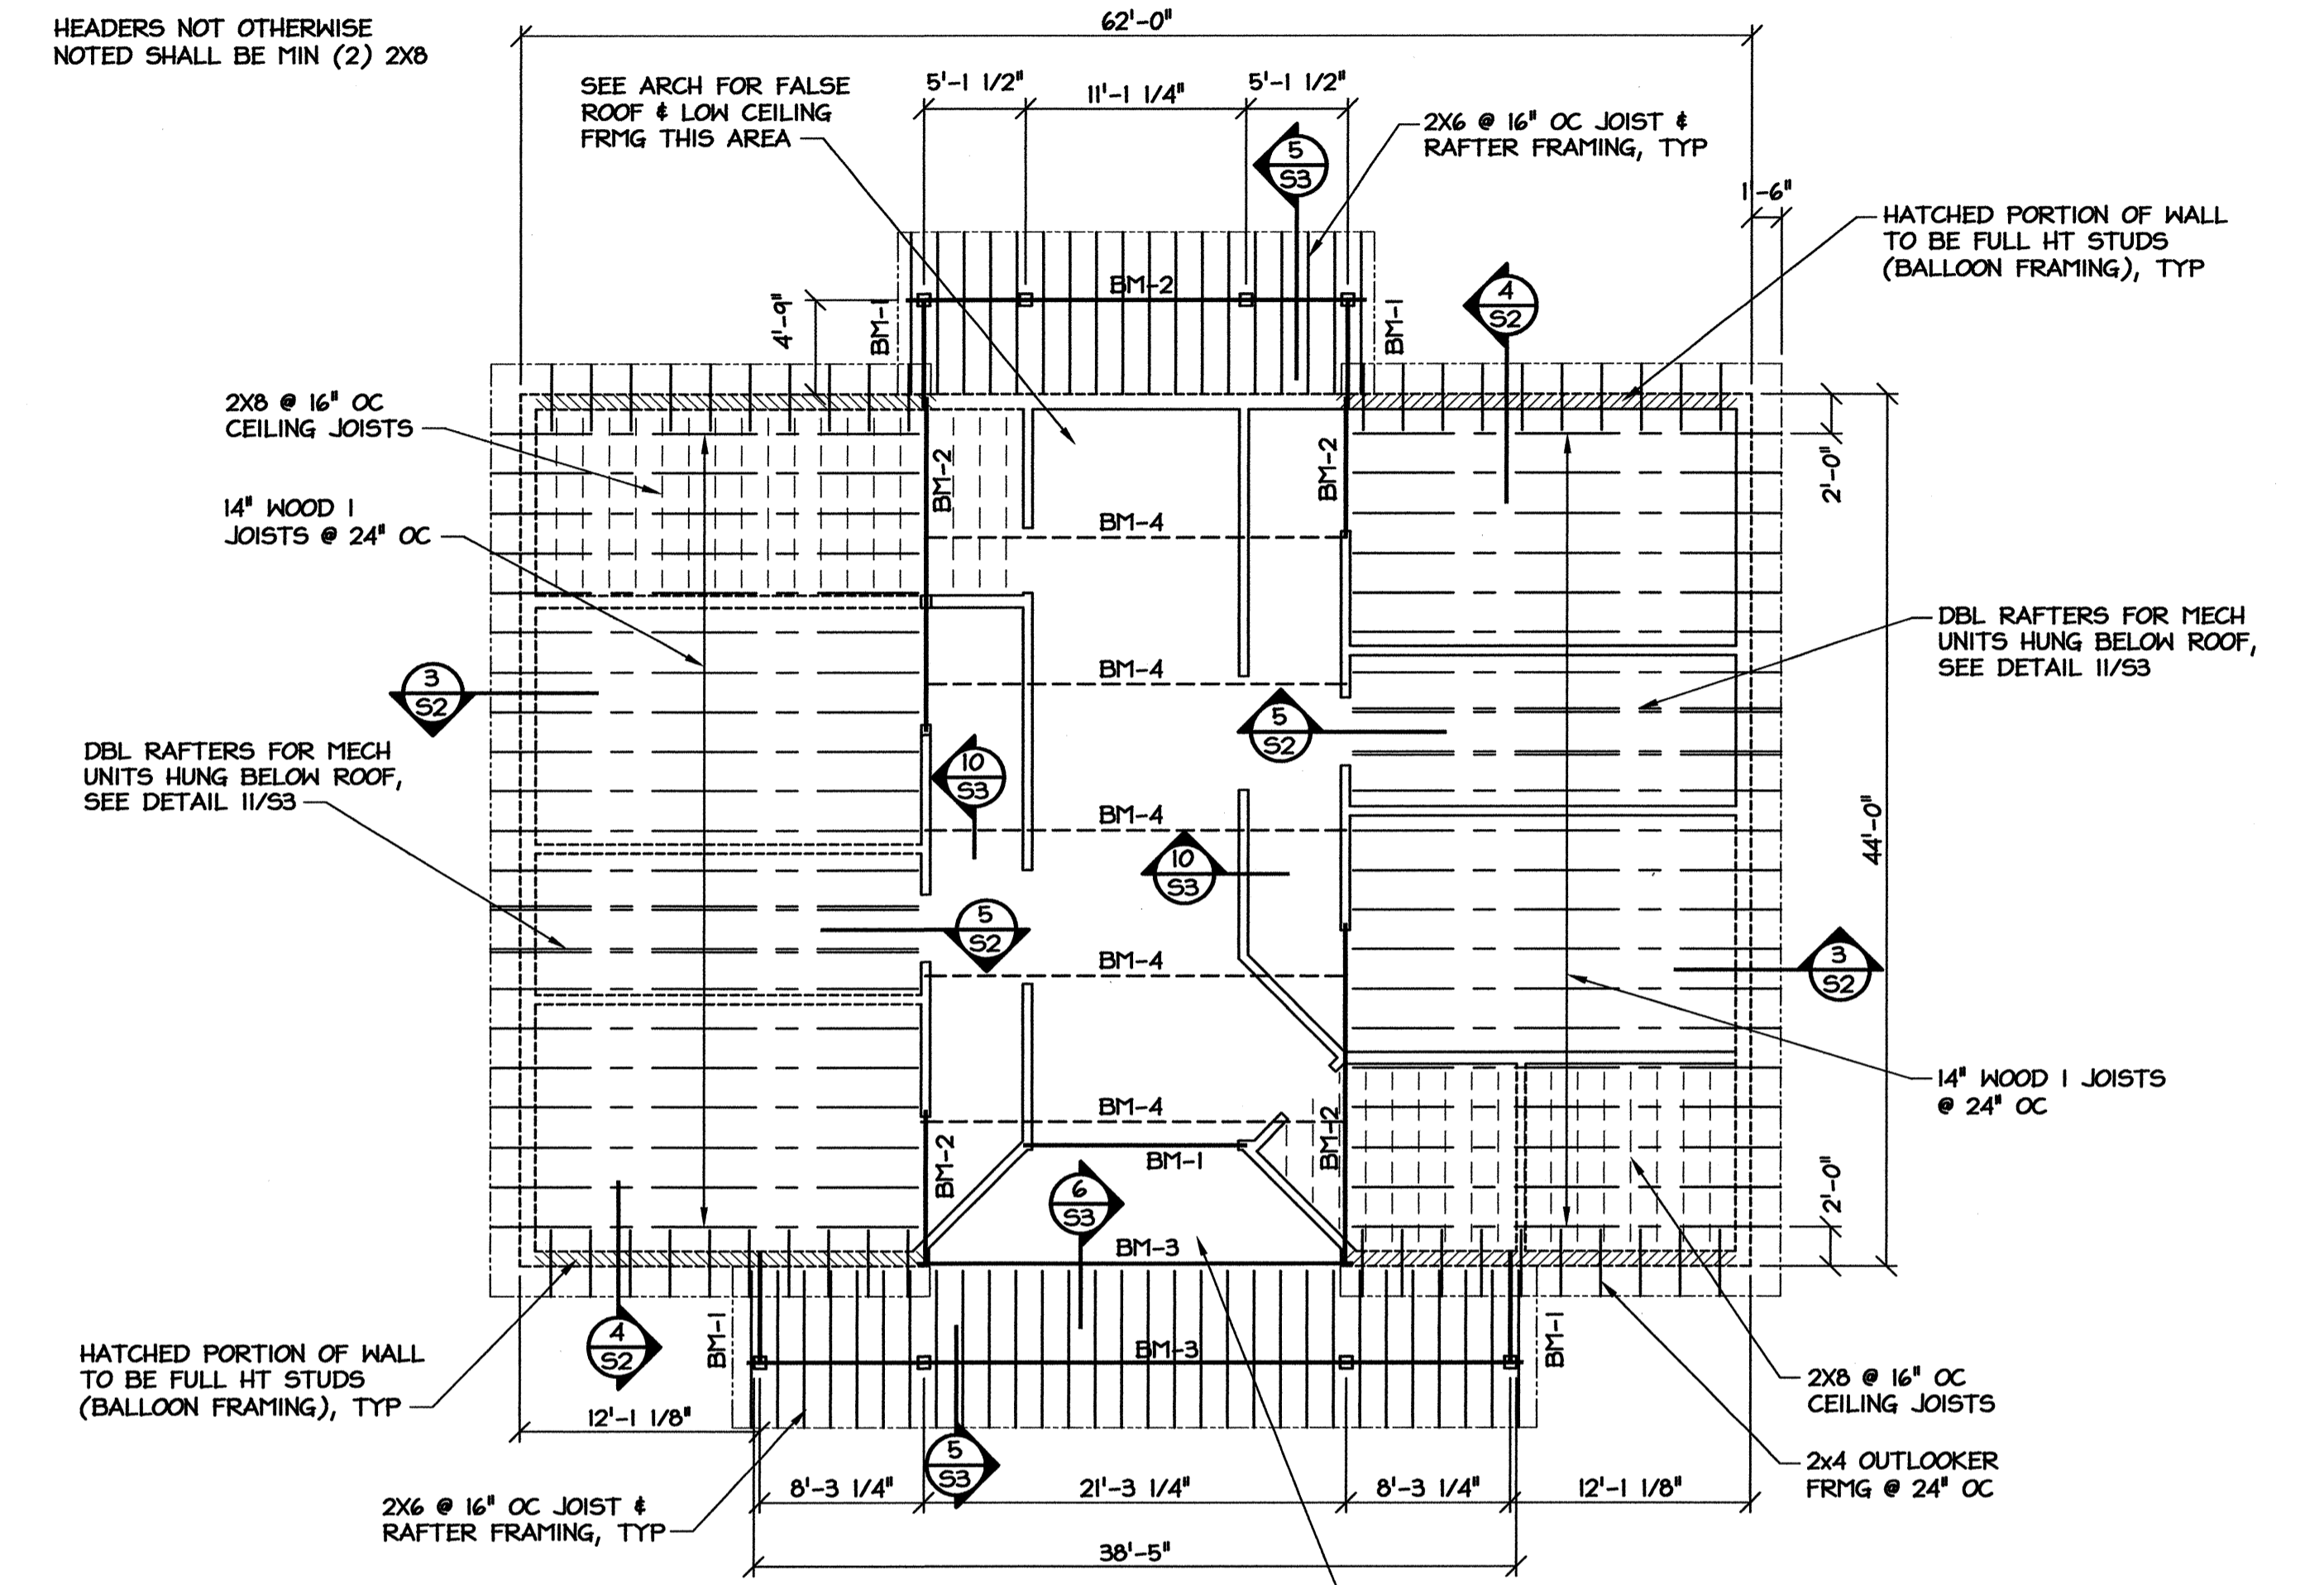 HEADERS NOT OTHERWISE
NOTED SHALL BE MIN (2) 2X8
62'-0"
SEE ARCH FOR FALSE
ROOF & LOW CEILING
FRMG THIS AREA
5'-1 1/2"
11'-1 1/4"
5'-1 1/2"
5
S3
2X6 @ 16" OC JOIST &
RAFTER FRAMING, TYP
1'-6"
HATCHED PORTION OF WALL
TO BE FULL HT STUDS
(BALLOON FRAMING), TYP
4
S2
4'-9"
BM-1
BM-2
BM-1
2X8 @ 16" OC
CEILING JOISTS
14" WOOD I
JOISTS @ 24" OC
BM-2
BM-2
2'-0"
BM-4
BM-4
BM-4
BM-4
BM-4
DBL RAFTERS FOR MECH
UNITS HUNG BELOW ROOF,
SEE DETAIL 11/S3
3
S2
5
S2
DBL RAFTERS FOR MECH
UNITS HUNG BELOW ROOF,
SEE DETAIL 11/S3
10
S3
10
S3
44'-0"
5
S2
3
S2
14" WOOD I JOISTS
@ 24" OC
BM-2
BM-1
BM-2
2'-0"
6
S3
BM-3
4
S2
BM-1
BM-3
BM-1
HATCHED PORTION OF WALL
TO BE FULL HT STUDS
(BALLOON FRAMING), TYP
2X8 @ 16" OC
CEILING JOISTS
12'-1 1/8"
5
S3
2x4 OUTLOOKER
FRMG @ 24" OC
2X6 @ 16" OC JOIST &
RAFTER FRAMING, TYP
8'-3 1/4"
21'-3 1/4"
8'-3 1/4"
12'-1 1/8"
38'-5"